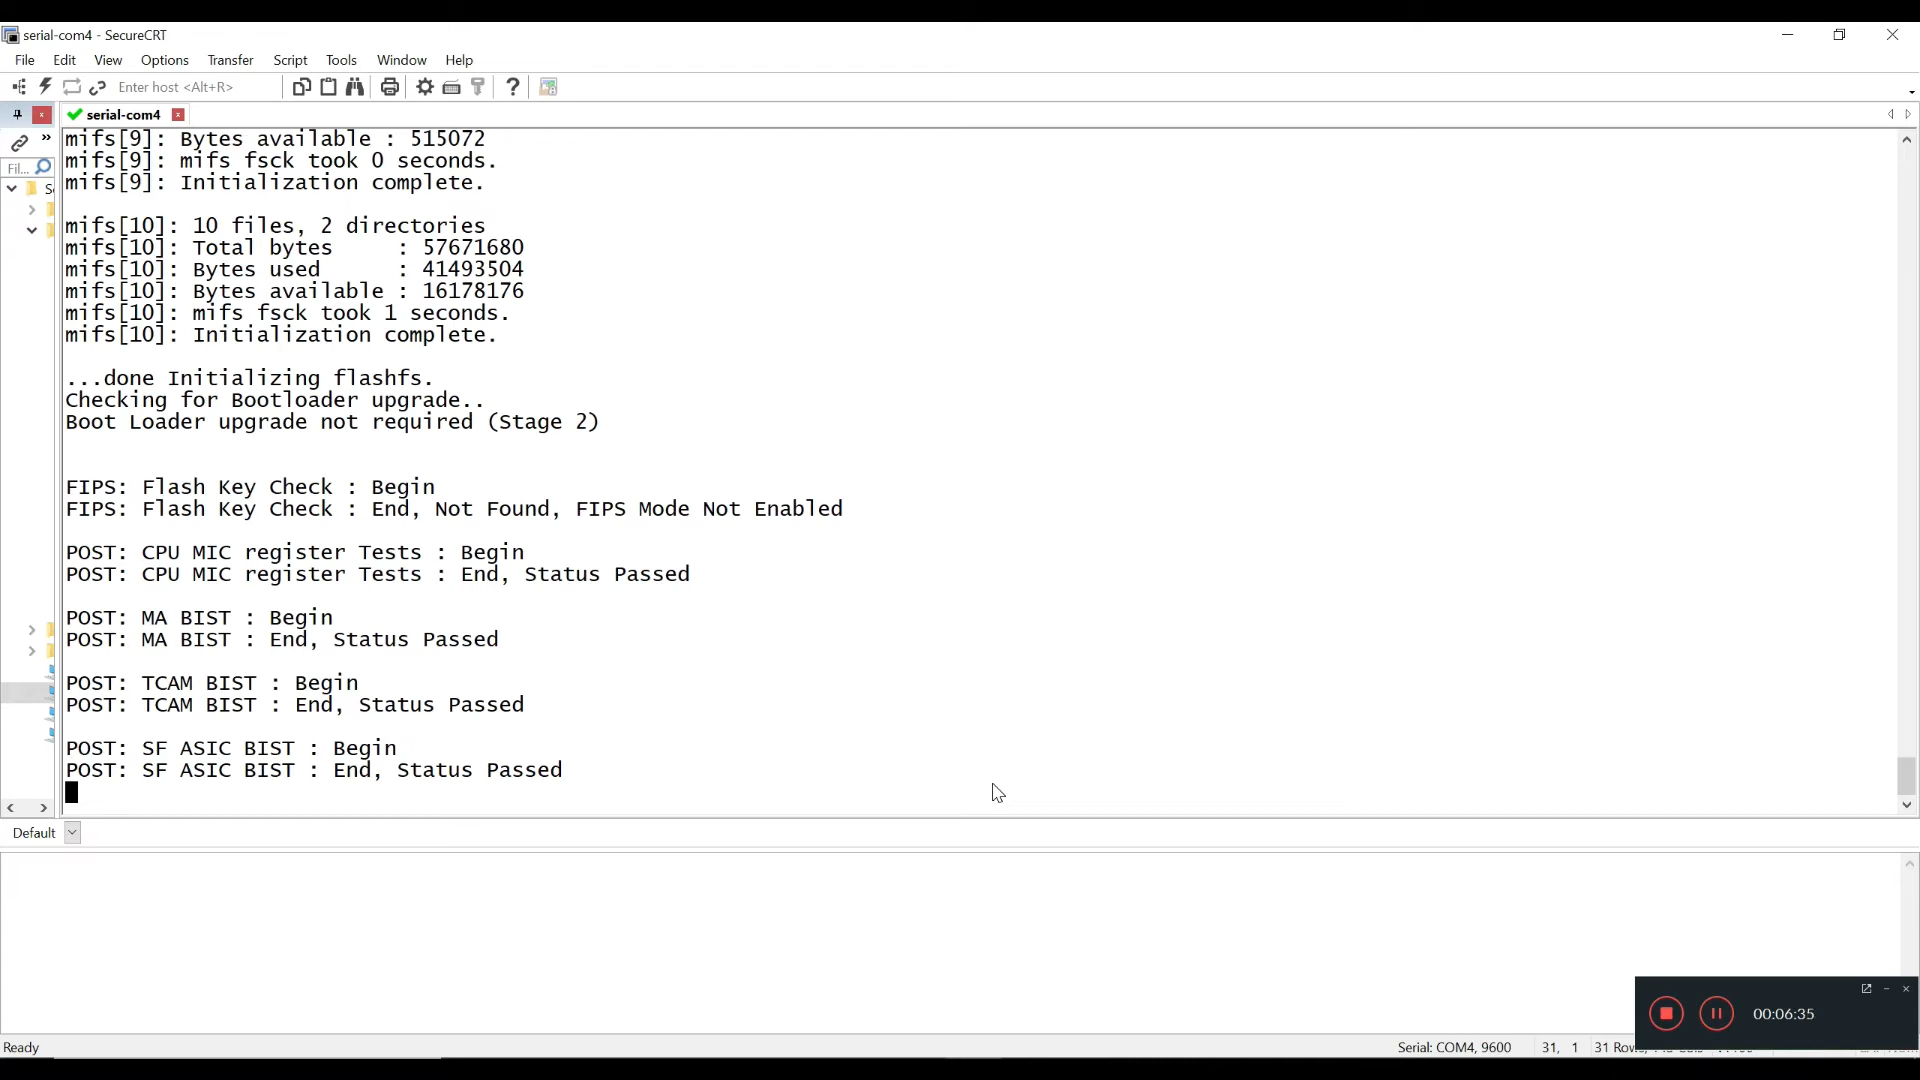 serial-com4 - SecureCRT
File Edit View Options Transfer Script Tools Window Help
Enter host <Alt+R>
serial-com4
Fil...
mifs[9]: Bytes available : 515072
mifs[9]: mifs fsck took 0 seconds.
mifs[9]: Initialization complete.
mifs[10]: 10 files, 2 directories
mifs[10]: Total bytes     : 57671680
mifs[10]: Bytes used      : 41493504
mifs[10]: Bytes available : 16178176
mifs[10]: mifs fsck took 1 seconds.
mifs[10]: Initialization complete.
...done Initializing flashfs.
Checking for Bootloader upgrade..
Boot Loader upgrade not required (Stage 2)
FIPS: Flash Key Check : Begin
FIPS: Flash Key Check : End, Not Found, FIPS Mode Not Enabled
POST: CPU MIC register Tests : Begin
POST: CPU MIC register Tests : End, Status Passed
POST: MA BIST : Begin
POST: MA BIST : End, Status Passed
POST: TCAM BIST : Begin
POST: TCAM BIST : End, Status Passed
POST: SF ASIC BIST : Begin
POST: SF ASIC BIST : End, Status Passed
Default
00:06:35
Ready
Serial: COM4, 9600 31, 1 31